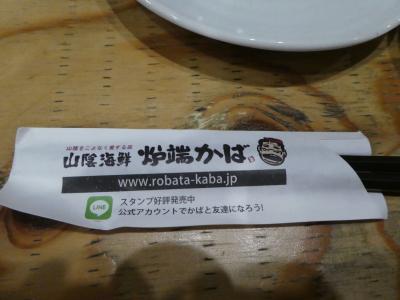 山陰をこよなく愛する店
山陰海鮮 炉端かば
www.robata-kaba.jp
LINE
スタンプ好評発売中
公式アカウントでかばと友達になろう!